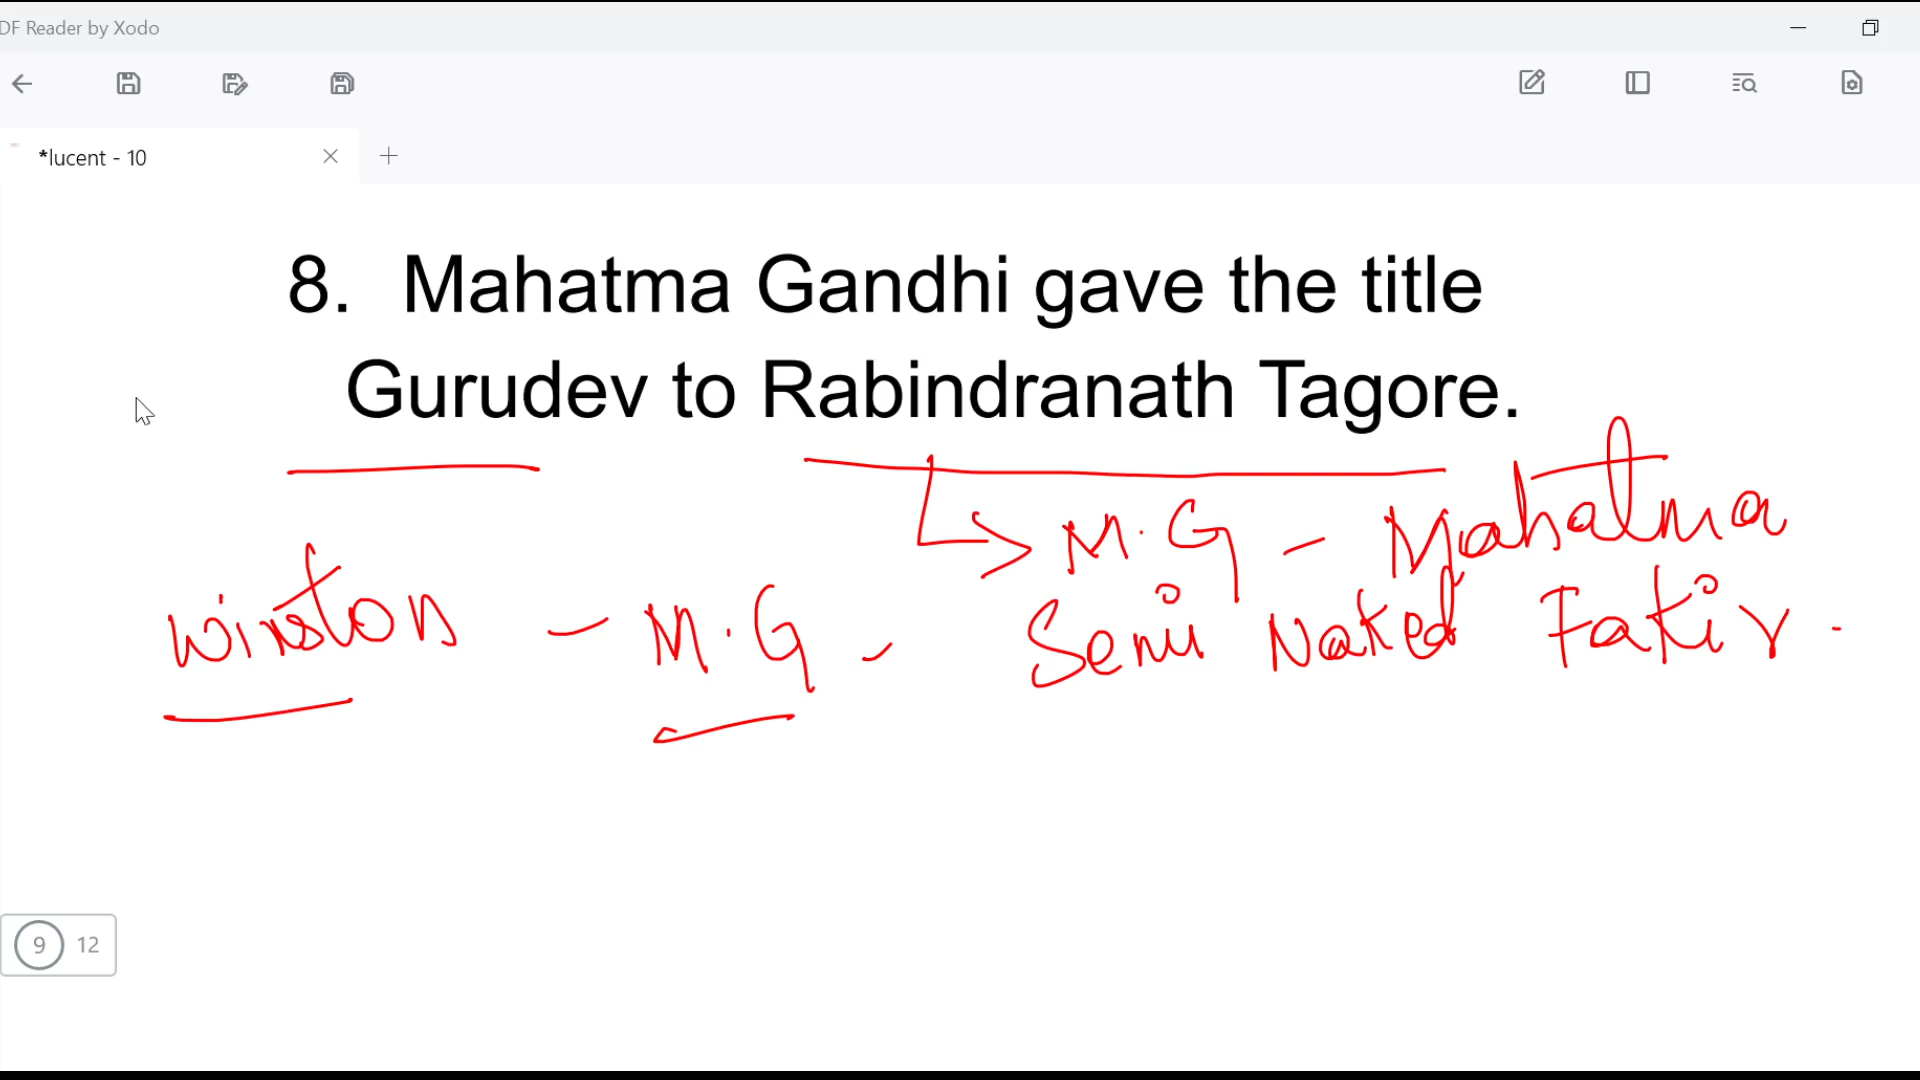 DF Reader by Xodo
*lucent - 10
8. Mahatma Gandhi gave the title
Gurudev to Rabindranath Tagore.
M.G - Mahatma
Winston - M.G - Semi Naked Fakir.
9 12